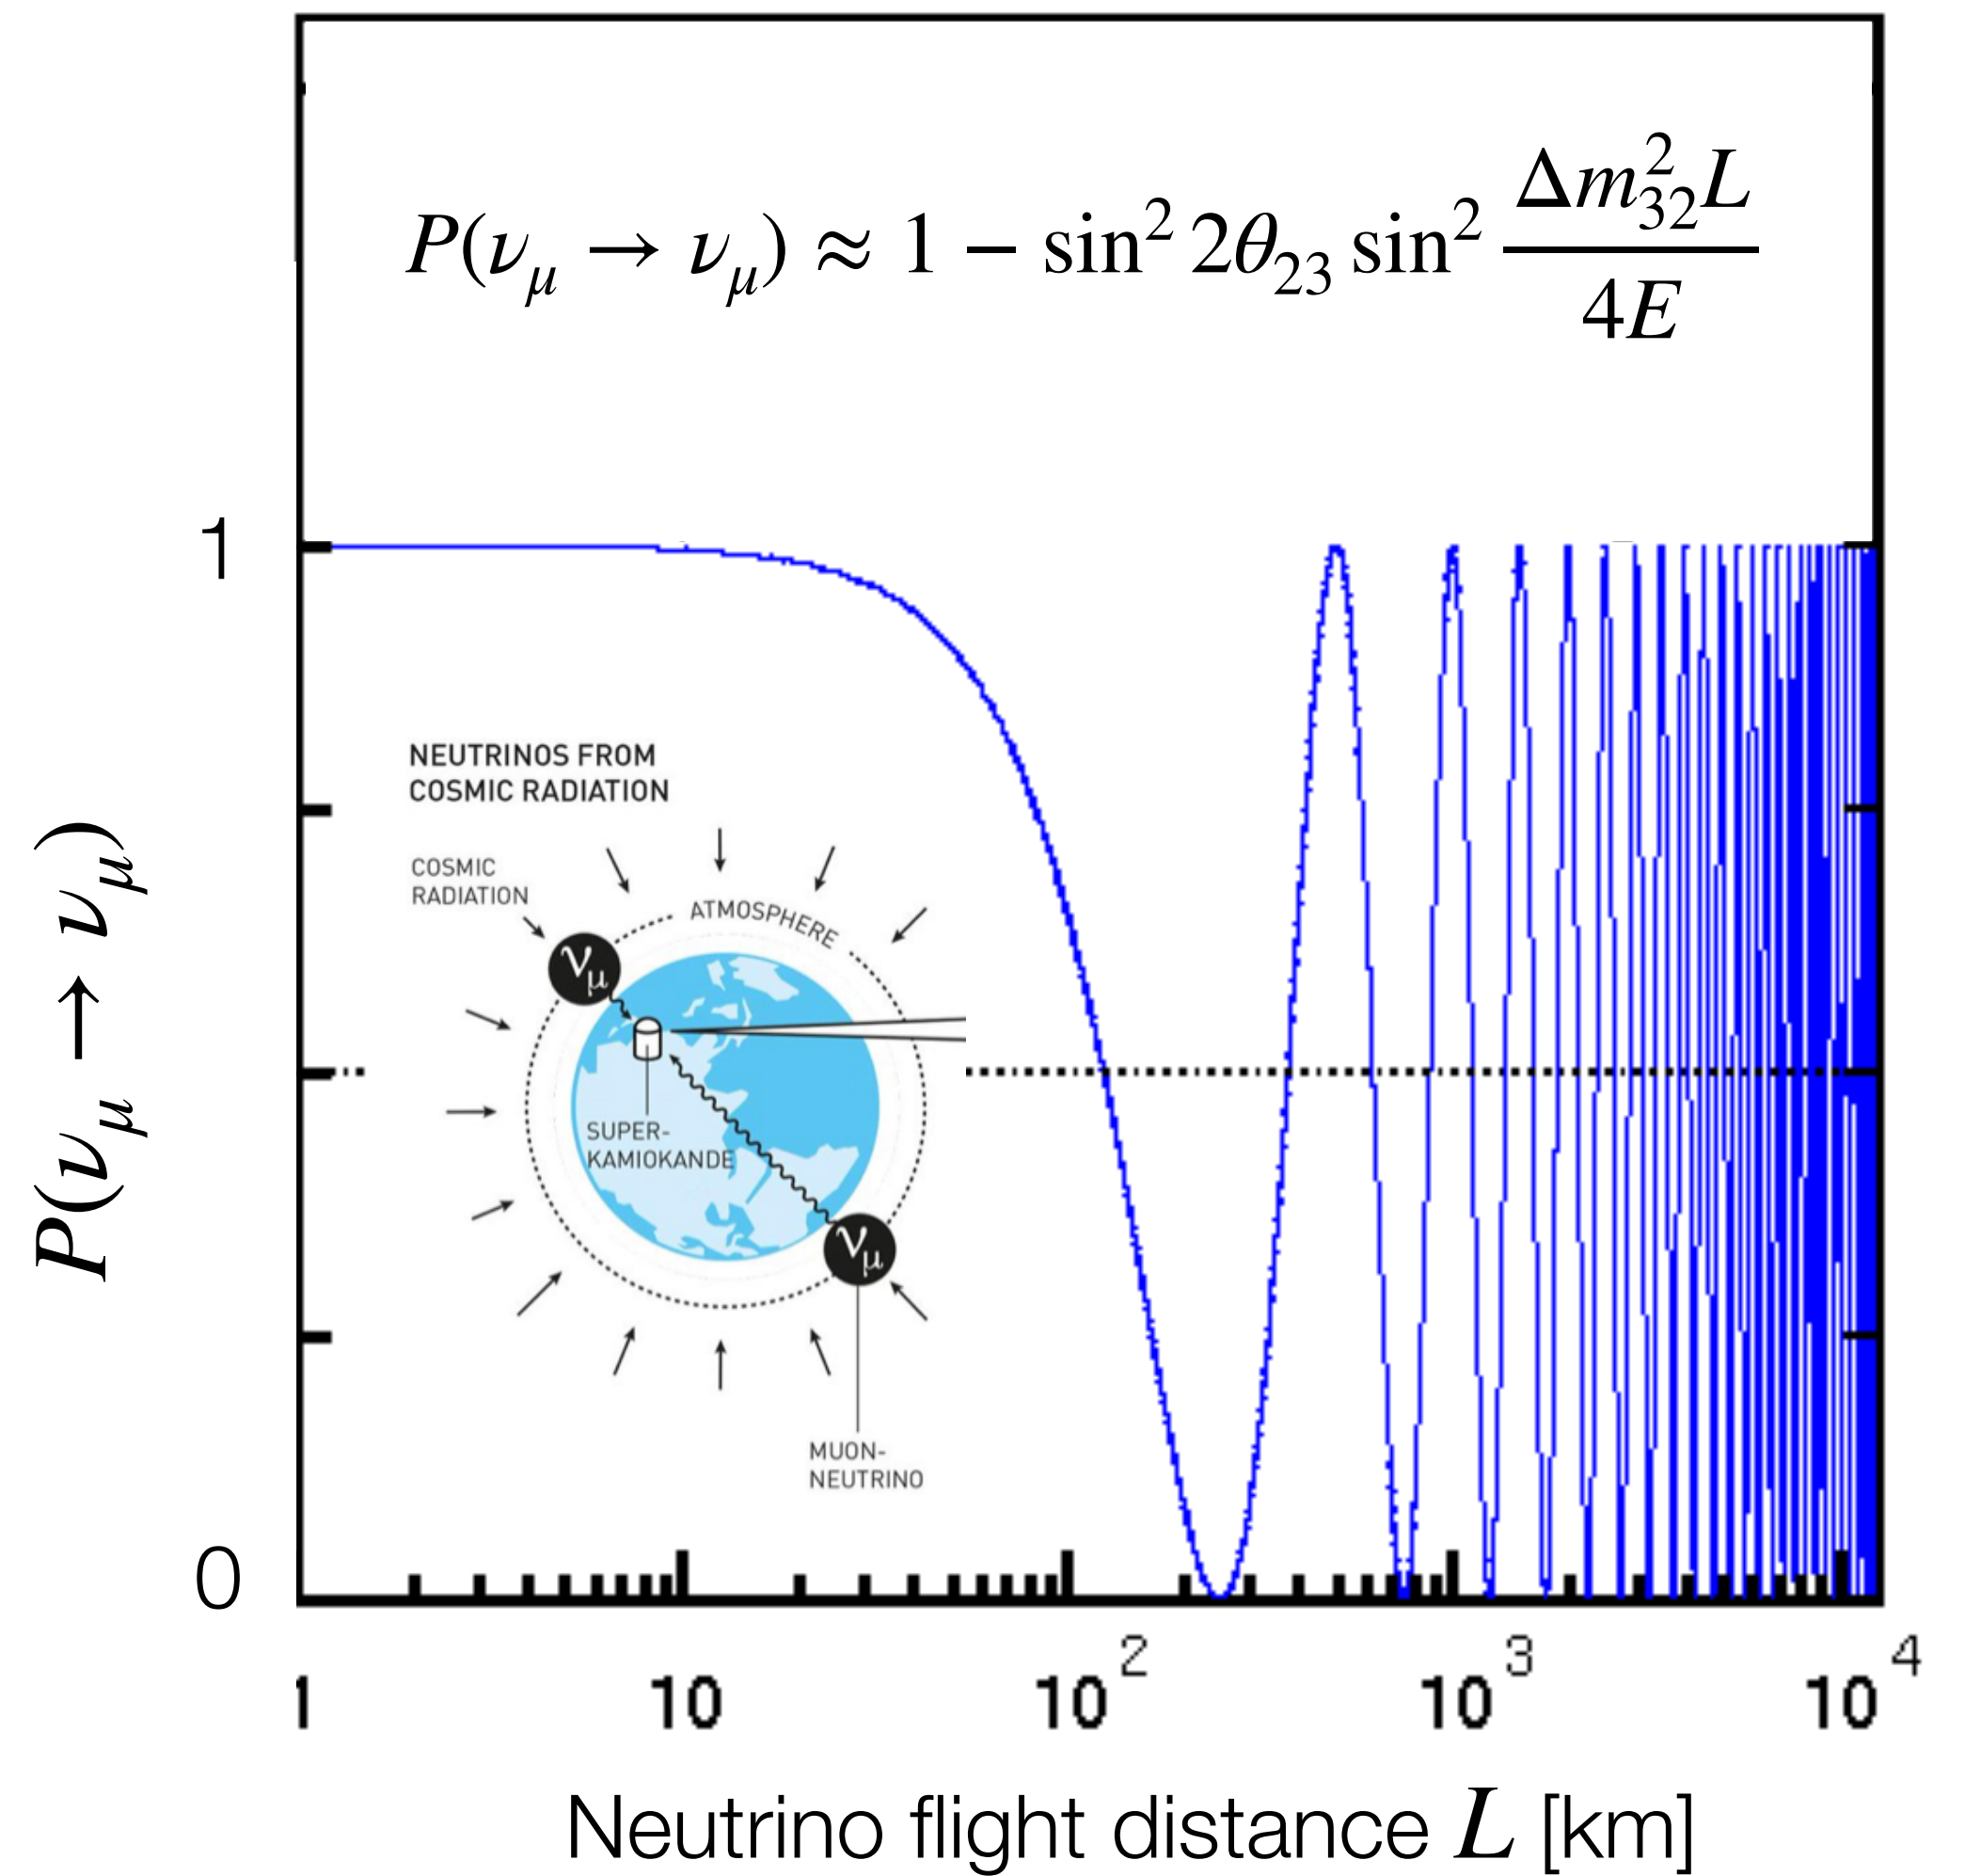 P(ν_μ → ν_μ) ≈ 1 − sin² 2θ₂₃ sin² Δm²₃₂L / 4E
1
NEUTRINOS FROM
COSMIC RADIATION
COSMIC
RADIATION
ATMOSPHERE
ν_μ
SUPER-
KAMIOKANDE
ν_μ
MUON-
NEUTRINO
P(ν_μ → ν_μ)
0
1 10 10² 10³ 10⁴
Neutrino flight distance L [km]